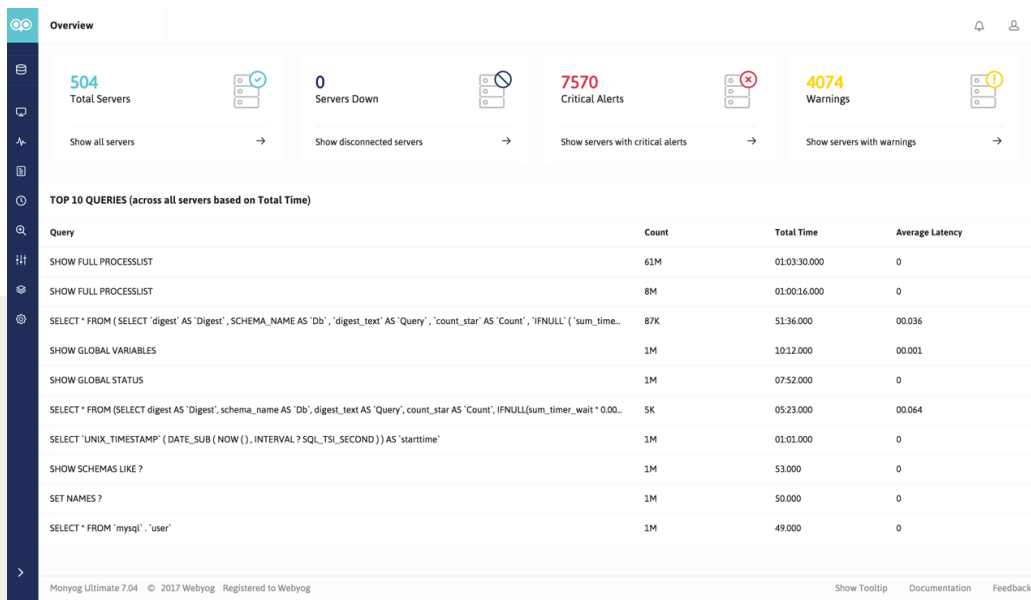 Overview
504
Total Servers
Show all servers
0
Servers Down
Show disconnected servers
7570
Critical Alerts
Show servers with critical alerts
4074
Warnings
Show servers with warnings
TOP 10 QUERIES (across all servers based on Total Time)
Query Count Total Time Average Latency
SHOW FULL PROCESSLIST 61M 01:03:30.000 0
SHOW FULL PROCESSLIST 8M 01:00:16.000 0
SELECT * FROM ( SELECT `digest` AS `Digest` , SCHEMA_NAME AS `Db` , `digest_text` AS `Query` , `count_star` AS `Count` , `IFNULL` ( `sum_time... 87K 51:36.000 00.036
SHOW GLOBAL VARIABLES 1M 10:12.000 00.001
SHOW GLOBAL STATUS 1M 07:52.000 0
SELECT * FROM (SELECT digest AS `Digest`, schema_name AS `Db`, digest_text AS `Query`, count_star AS `Count`, IFNULL(sum_timer_wait * 0.00... 5K 05:23.000 00.064
SELECT `UNIX_TIMESTAMP` ( DATE_SUB ( NOW ( ) , INTERVAL ? SQL_TSI_SECOND ) ) AS `starttime` 1M 01:01.000 0
SHOW SCHEMAS LIKE ? 1M 53.000 0
SET NAMES ? 1M 50.000 0
SELECT * FROM `mysql` . `user` 1M 49.000 0
Monyog Ultimate 7.04 © 2017 Webyog Registered to Webyog Show Tooltip Documentation Feedback